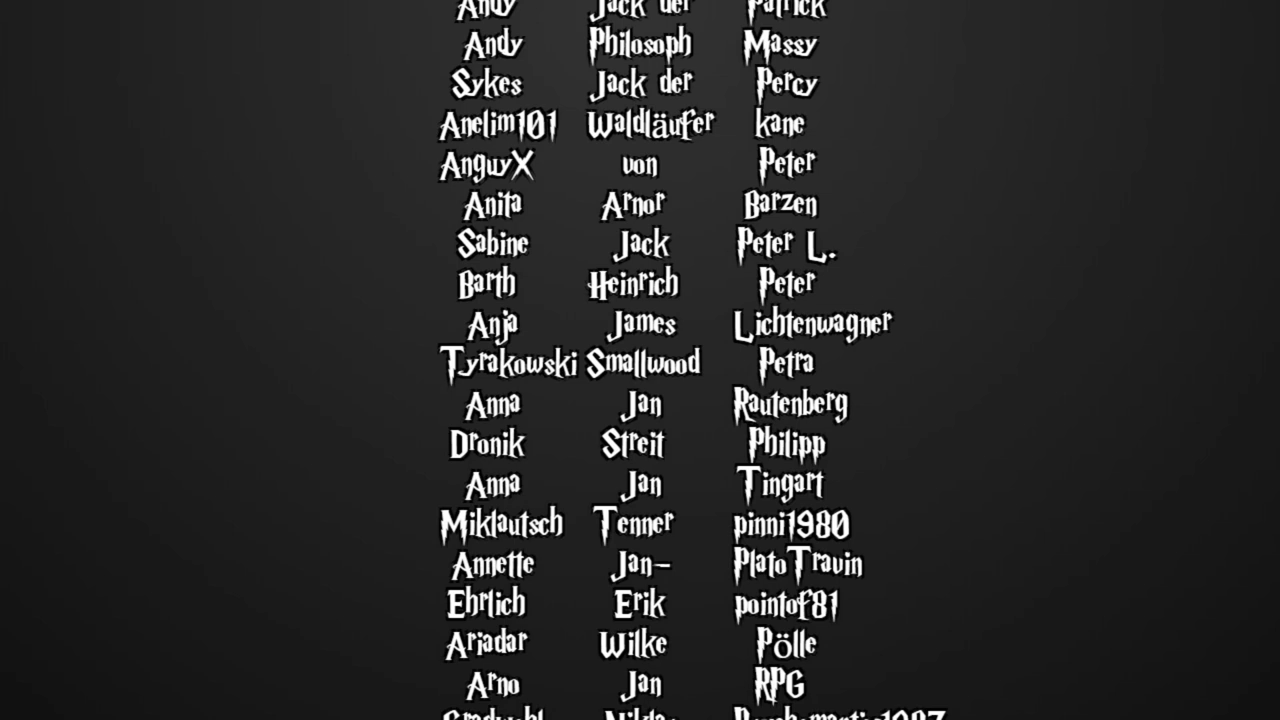 Andy Jack der Patrick
Andy Philosoph Massy
Sykes Jack der Percy
Anelim101 Waldläufer kane
AnguyX von Peter
Anita Arnor Barzen
Sabine Jack Peter L.
Barth Heinrich Peter
Anja James Lichtenwagner
Tyrakowski Smallwood Petra
Anna Jan Rautenberg
Dronik Streit Philipp
Anna Jan Tingart
Miklautsch Tenner pinni1980
Annette Jan- PlatoTravin
Ehrlich Erik pointof81
Ariadar Wilke Pölle
Arno Jan RPG